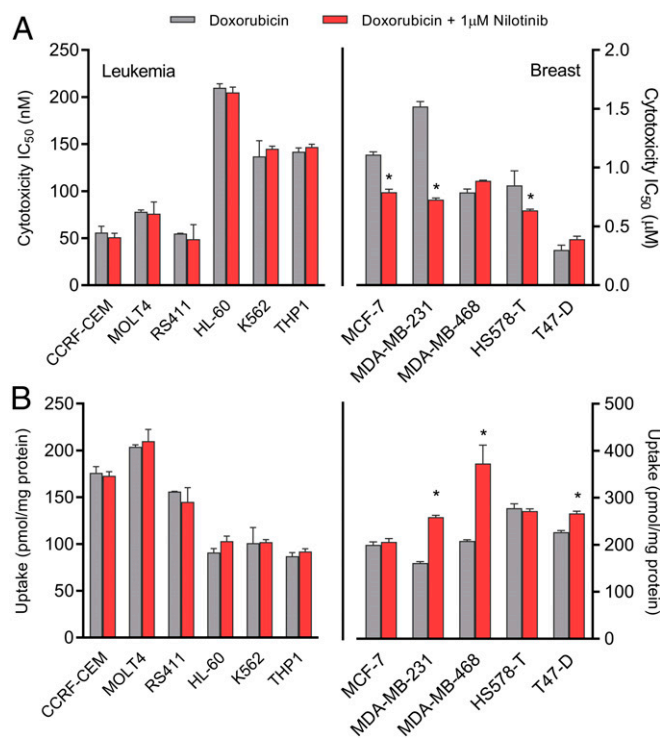 Doxorubicin
Doxorubicin + 1μM Nilotinib
A
Leukemia
Breast
Cytotoxicity IC50 (nM)
250
200
150
100
50
0
CCRF-CEM
MOLT4
RS411
HL-60
K562
THP1
*
*
*
MCF-7
MDA-MB-231
MDA-MB-468
HS578-T
T47-D
2.0
1.5
1.0
0.5
0.0
Cytotoxicity IC50 (μM)
B
Uptake (pmol/mg protein)
250
200
150
100
50
0
CCRF-CEM
MOLT4
RS411
HL-60
K562
THP1
*
*
*
MCF-7
MDA-MB-231
MDA-MB-468
HS578-T
T47-D
500
400
300
200
100
0
Uptake (pmol/mg protein)